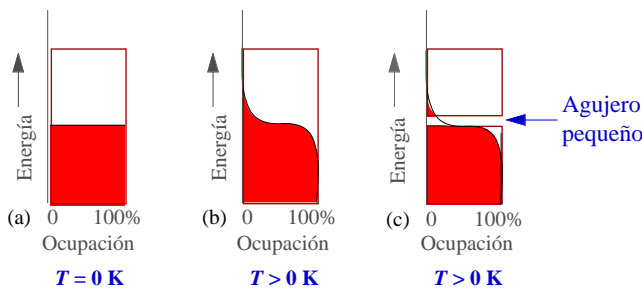 Energía
(a)
0
100%
Ocupación
T = 0 K
Energía
(b)
0
100%
Ocupación
T > 0 K
Energía
(c)
0
100%
Ocupación
T > 0 K
Agujero
pequeño